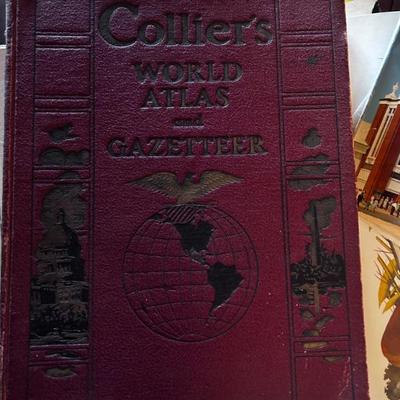 Collier's
WORLD
ATLAS
and
GAZETTEER